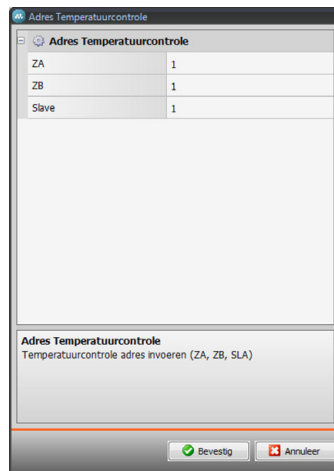 Adres Temperatuurcontrole
Adres Temperatuurcontrole
ZA 1
ZB 1
Slave 1
Adres Temperatuurcontrole
Temperatuurcontrole adres invoeren (ZA, ZB, SLA)
Bevestig Annuleer